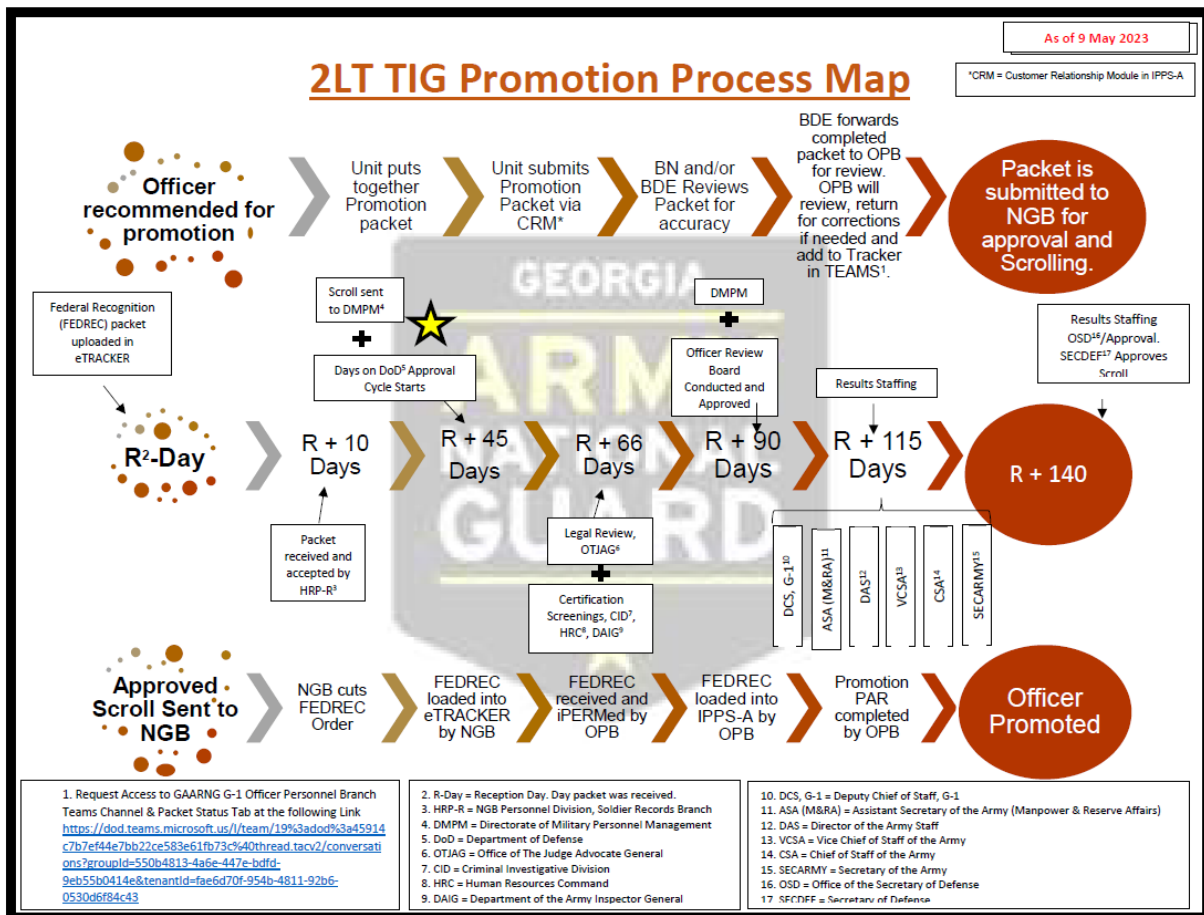 As of 9 May 2023
2LT TIG Promotion Process Map
*CRM = Customer Relationship Module in IPPS-A
Officer
recommended for
promotion
Unit puts
together
Promotion
packet
Unit submits
Promotion
Packet via
CRM*
BN and/or
BDE Reviews
Packet for
accuracy
BDE forwards
completed
packet to OPB
for review.
OPB will
review, return
for corrections
if needed and
add to Tracker
in TEAMS¹.
Packet is
submitted to
NGB for
approval and
Scrolling.
GEORGIA
ARMY
NATIONAL
GUARD
Federal Recognition
(FEDREC) packet
uploaded in
eTRACKER
Scroll sent
to DMPM⁴
Days on DoD⁵ Approval
Cycle Starts
DMPM
Officer Review
Board
Conducted and
Approved
Results Staffing
Results Staffing
OSD¹⁶/Approval.
SECDEF¹⁷ Approves
Scroll
R²-Day
R + 10
Days
R + 45
Days
R + 66
Days
R + 90
Days
R + 115
Days
R + 140
Packet
received and
accepted by
HRP-R³
Legal Review,
OTJAG⁶
Certification
Screenings, CID⁷,
HRC⁸, DAIG⁹
DCS, G-1¹⁰
ASA (M&RA)¹¹
DAS¹²
VCSA¹³
CSA¹⁴
SECARMY¹⁵
Approved
Scroll Sent to
NGB
NGB cuts
FEDREC
Order
FEDREC
loaded into
eTRACKER
by NGB
FEDREC
received and
iPERMed by
OPB
FEDREC
loaded into
IPPS-A by
OPB
Promotion
PAR
completed
by OPB
Officer
Promoted
1. Request Access to GAARNG G-1 Officer Personnel Branch
Teams Channel & Packet Status Tab at the following Link
https://dod.teams.microsoft.us/l/team/19%3adod%3a45914
c7b7ef44e7bb22ce583e61fb73c%40thread.tacv2/conversati
ons?groupId=550b4813-4a6e-447e-bdfd-
9eb55b0414e&tenantId=fae6d70f-954b-4811-92b6-
0530d6f84c43
2. R-Day = Reception Day. Day packet was received.
3. HRP-R = NGB Personnel Division, Soldier Records Branch
4. DMPM = Directorate of Military Personnel Management
5. DoD = Department of Defense
6. OTJAG = Office of The Judge Advocate General
7. CID = Criminal Investigative Division
8. HRC = Human Resources Command
9. DAIG = Department of the Army Inspector General
10. DCS, G-1 = Deputy Chief of Staff, G-1
11. ASA (M&RA) = Assistant Secretary of the Army (Manpower & Reserve Affairs)
12. DAS = Director of the Army Staff
13. VCSA = Vice Chief of Staff of the Army
14. CSA = Chief of Staff of the Army
15. SECARMY = Secretary of the Army
16. OSD = Office of the Secretary of Defense
17. SECDEF = Secretary of Defense